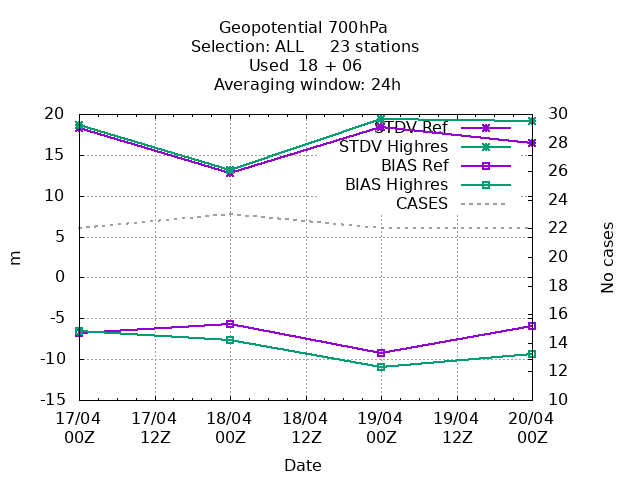 Geopotential 700hPa
Selection: ALL 23 stations
Used 18 + 06
Averaging window: 24h
20 30
STDV Ref
28
15
STDV Highres
BIAS Ref
26
BIAS Highres
10 24
CASES
5 22
m
No cases
20
0
18
-5 16
14
-10
12
-15 10
17/04 17/04 18/04 18/04 19/04 19/04 20/04
00Z 12Z 00Z 12Z 00Z 12Z 00Z
Date